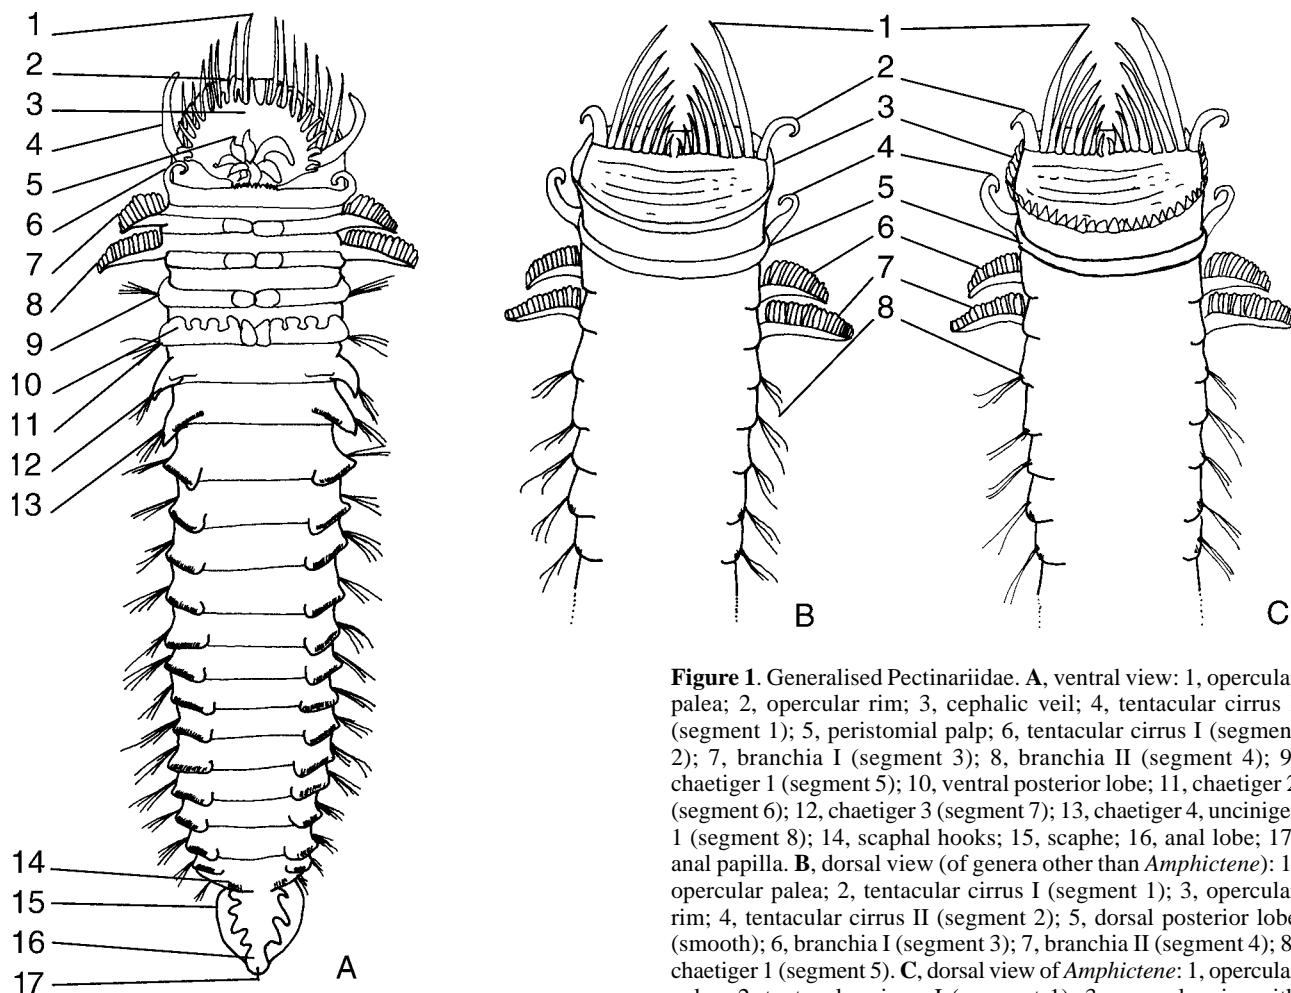 1
2
3
4
5
6
7
8
9
10
11
12
13
14
15
16
17
A
1
2
3
4
5
6
7
8
B
C
Figure 1. Generalised Pectinariidae. A, ventral view: 1, opercula
palea; 2, opercular rim; 3, cephalic veil; 4, tentacular cirrus
(segment 1); 5, peristomial palp; 6, tentacular cirrus I (segmen
2); 7, branchia I (segment 3); 8, branchia II (segment 4); 9
chaetiger 1 (segment 5); 10, ventral posterior lobe; 11, chaetiger 2
(segment 6); 12, chaetiger 3 (segment 7); 13, chaetiger 4, uncinige
1 (segment 8); 14, scaphal hooks; 15, scaphe; 16, anal lobe; 17
anal papilla. B, dorsal view (of genera other than Amphictene): 1
opercular palea; 2, tentacular cirrus I (segment 1); 3, opercula
rim; 4, tentacular cirrus II (segment 2); 5, dorsal posterior lobe
(smooth); 6, branchia I (segment 3); 7, branchia II (segment 4); 8
chaetiger 1 (segment 5). C, dorsal view of Amphictene: 1, opercula